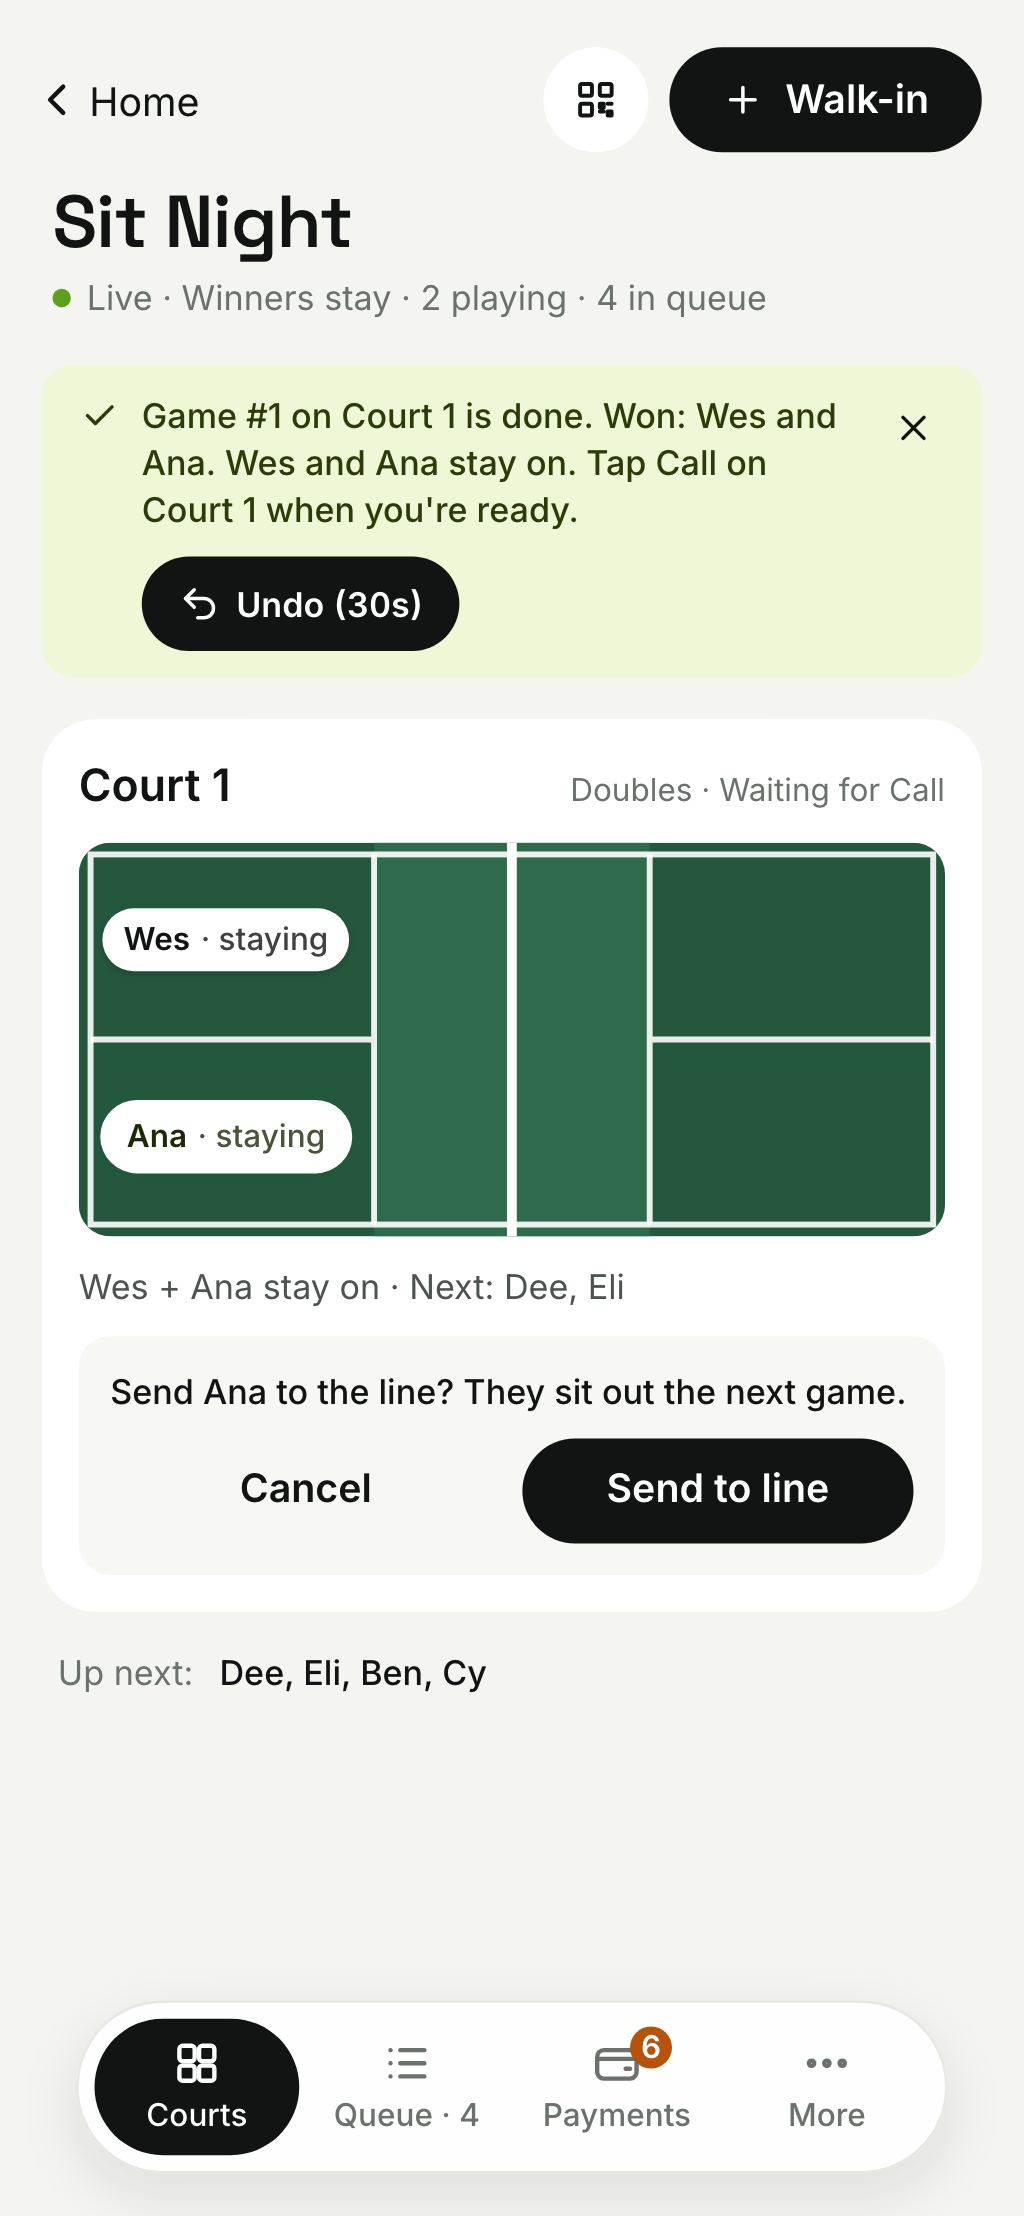 Home
Walk-in
Sit Night
Live · Winners stay · 2 playing · 4 in queue
Game #1 on Court 1 is done. Won: Wes and
Ana. Wes and Ana stay on. Tap Call on
Court 1 when you're ready.
Undo (30s)
Court 1
Doubles · Waiting for Call
Wes · staying
Ana · staying
Wes + Ana stay on · Next: Dee, Eli
Send Ana to the line? They sit out the next game.
Cancel
Send to line
Up next: Dee, Eli, Ben, Cy
6
Courts
Queue · 4
Payments
More